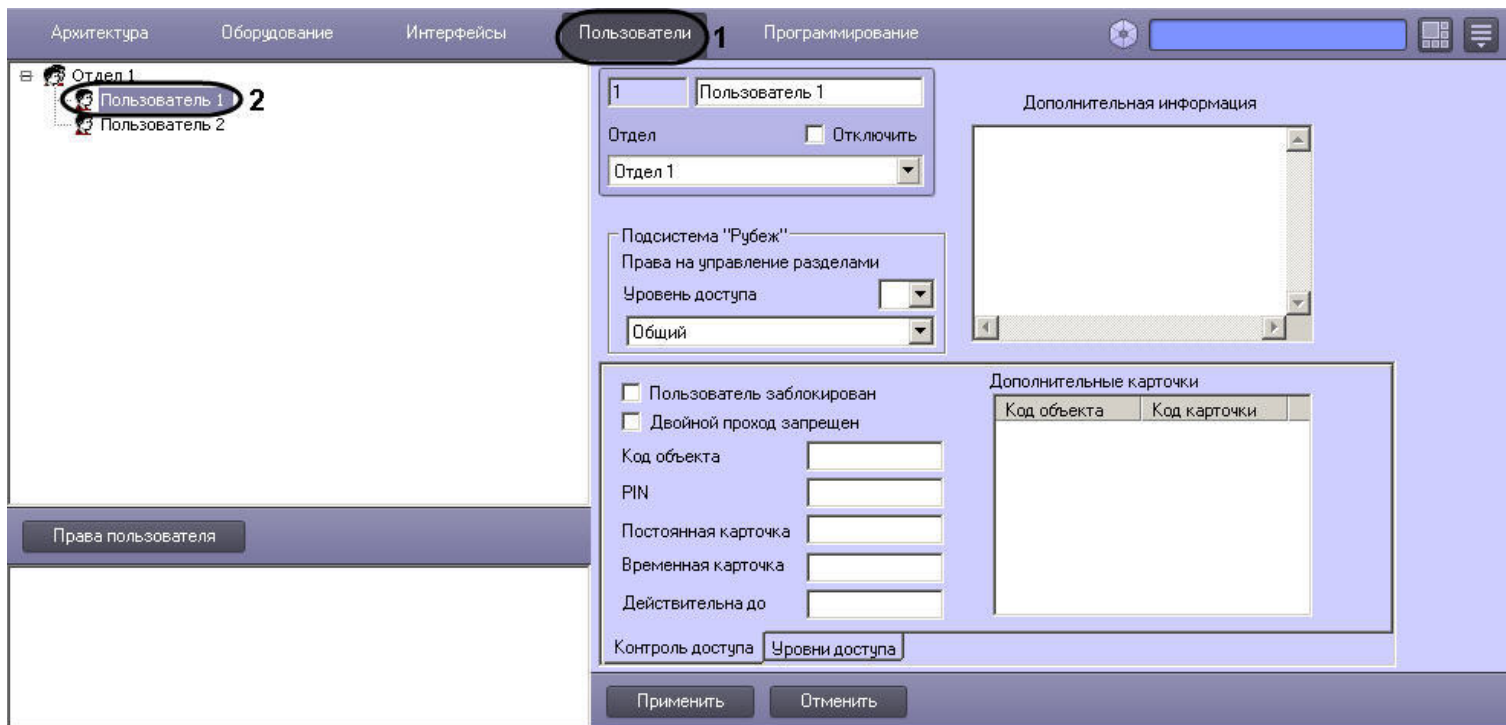 Архитектура Оборудование Интерфейсы Пользователи 1 Программирование
Отдел 1
Пользователь 1 2
Пользователь 2
Права пользователя
1 Пользователь 1
Отдел Отключить
Отдел 1
Дополнительная информация
Подсистема "Рубеж"
Права на управление разделами
Уровень доступа
Общий
Пользователь заблокирован
Двойной проход запрещен
Код объекта
PIN
Постоянная карточка
Временная карточка
Действительна до
Дополнительные карточки
Код объекта Код карточки
Контроль доступа Уровни доступа
Применить Отменить